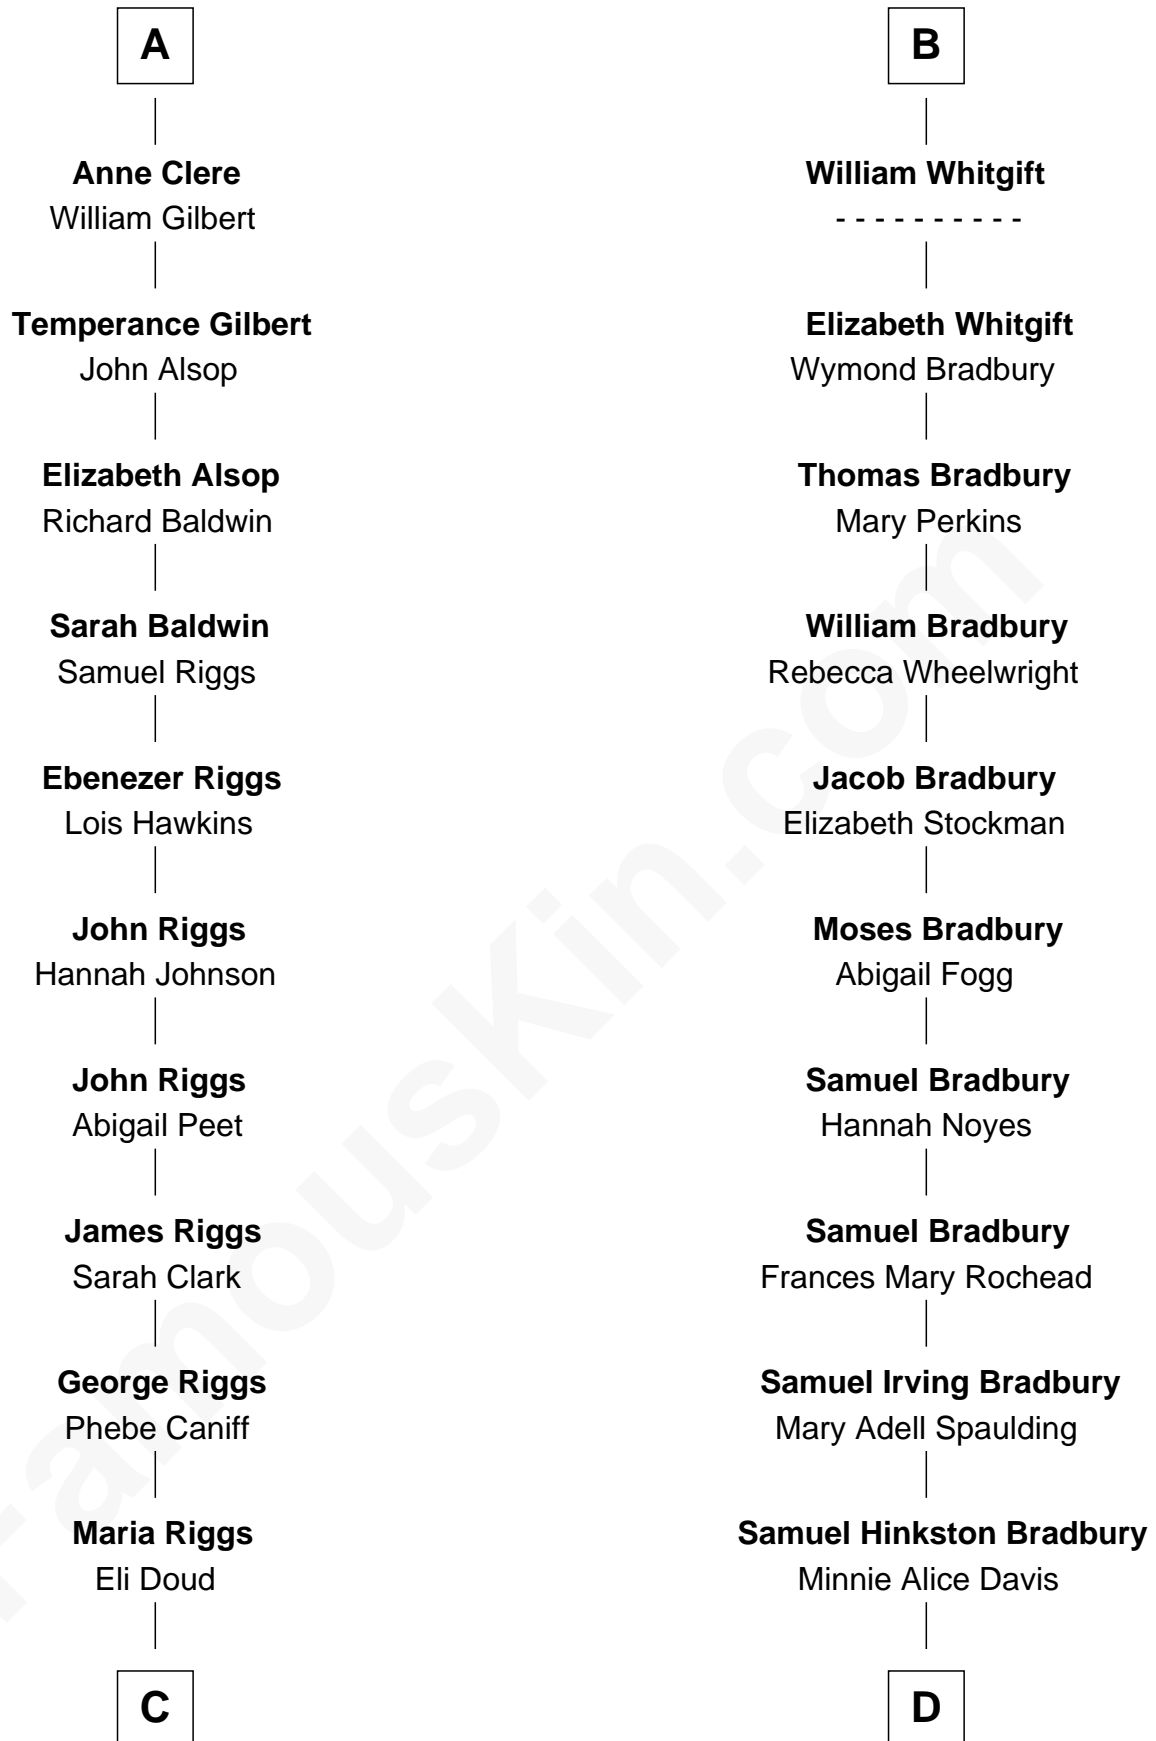 A
Anne Clere
William Gilbert
Temperance Gilbert
John Alsop
Elizabeth Alsop
Richard Baldwin
Sarah Baldwin
Samuel Riggs
Ebenezer Riggs
Lois Hawkins
John Riggs
Hannah Johnson
John Riggs
Abigail Peet
James Riggs
Sarah Clark
George Riggs
Phebe Caniff
Maria Riggs
Eli Doud
C
B
William Whitgift
- - - - - - - - - -
Elizabeth Whitgift
Wymond Bradbury
Thomas Bradbury
Mary Perkins
William Bradbury
Rebecca Wheelwright
Jacob Bradbury
Elizabeth Stockman
Moses Bradbury
Abigail Fogg
Samuel Bradbury
Hannah Noyes
Samuel Bradbury
Frances Mary Rochead
Samuel Irving Bradbury
Mary Adell Spaulding
Samuel Hinkston Bradbury
Minnie Alice Davis
D
FamousKin.com